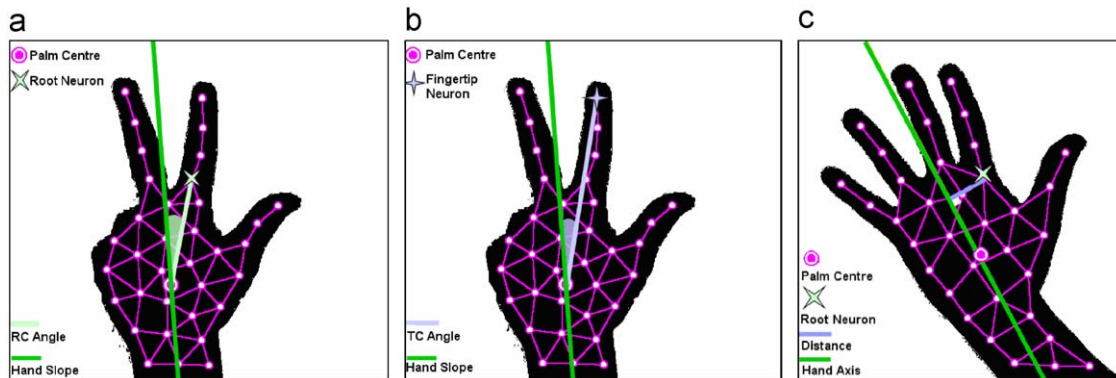 a
Palm Centre
Root Neuron
RC Angle
Hand Slope
b
Palm Centre
Fingertip
Neuron
TC Angle
Hand Slope
c
Palm Centre
Root Neuron
Distance
Hand Axis